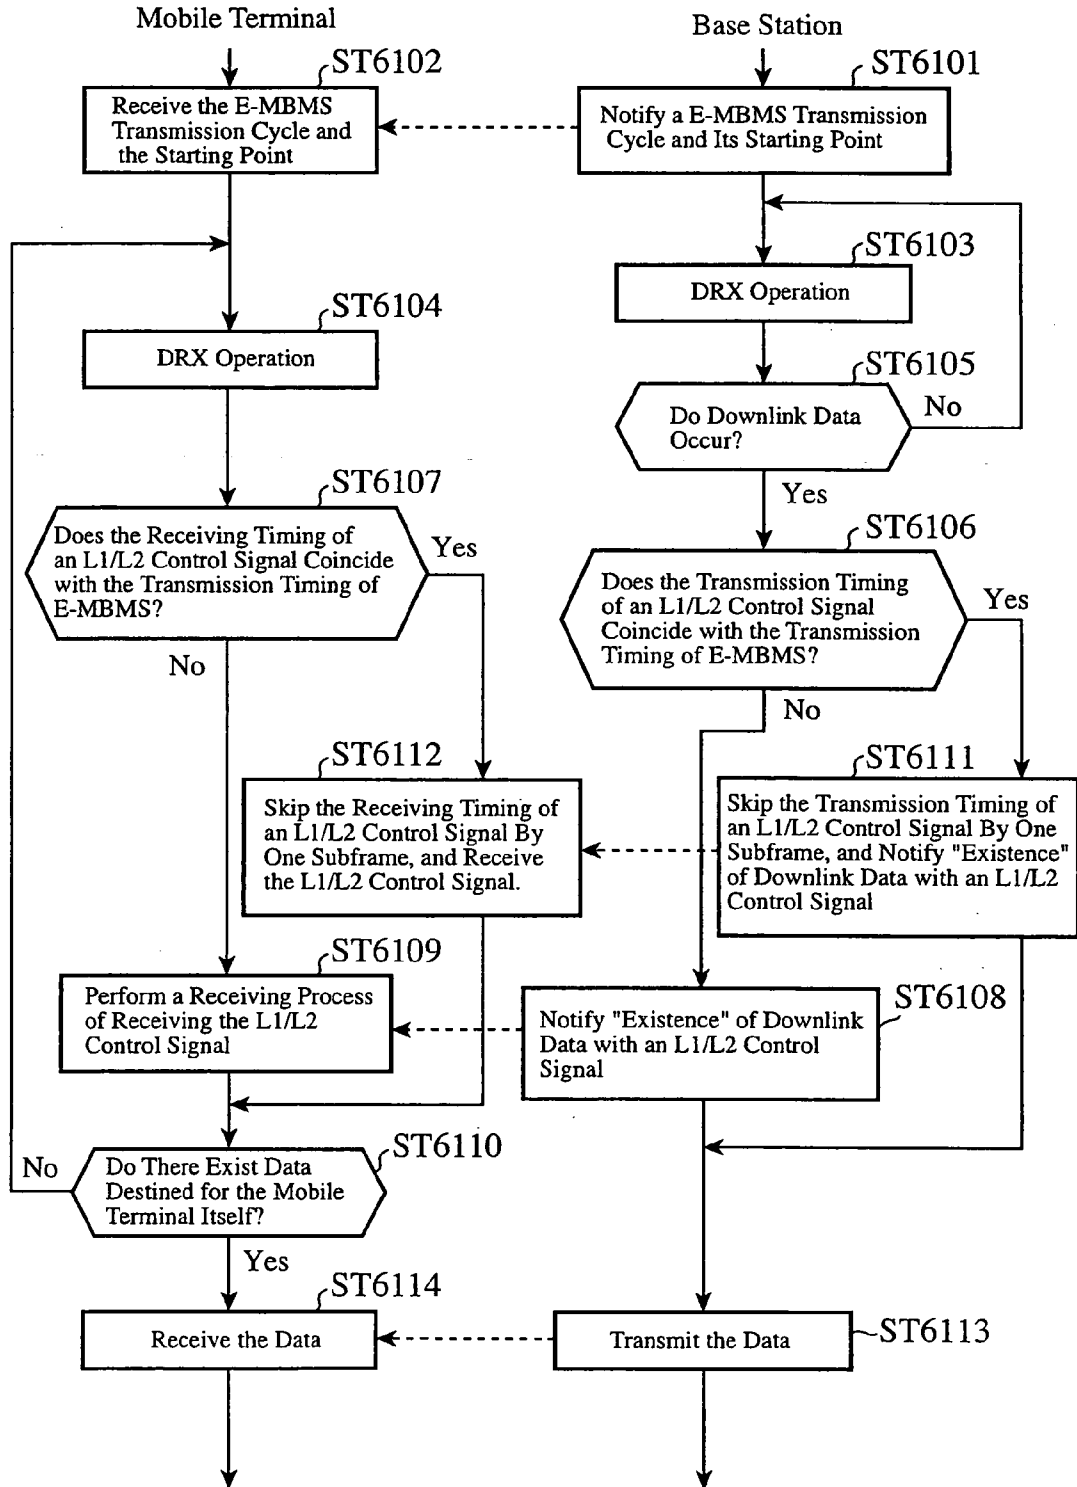 Mobile Terminal
Base Station
ST6102
ST6101
Receive the E-MBMS
Transmission Cycle and
the Starting Point
Notify a E-MBMS Transmission
Cycle and Its Starting Point
ST6103
DRX Operation
ST6104
DRX Operation
ST6105
Do Downlink Data
Occur?
No
Yes
ST6107
Does the Receiving Timing of
an L1/L2 Control Signal Coincide
with the Transmission Timing of
E-MBMS?
Yes
No
ST6106
Does the Transmission Timing
of an L1/L2 Control Signal
Coincide with the Transmission
Timing of E-MBMS?
Yes
No
ST6112
Skip the Receiving Timing of
an L1/L2 Control Signal By
One Subframe, and Receive
the L1/L2 Control Signal.
ST6111
Skip the Transmission Timing of
an L1/L2 Control Signal By One
Subframe, and Notify "Existence"
of Downlink Data with an L1/L2
Control Signal
ST6109
Perform a Receiving Process
of Receiving the L1/L2
Control Signal
ST6108
Notify "Existence" of Downlink
Data with an L1/L2 Control
Signal
ST6110
No
Do There Exist Data
Destined for the Mobile
Terminal Itself?
Yes
ST6114
Receive the Data
Transmit the Data
ST6113